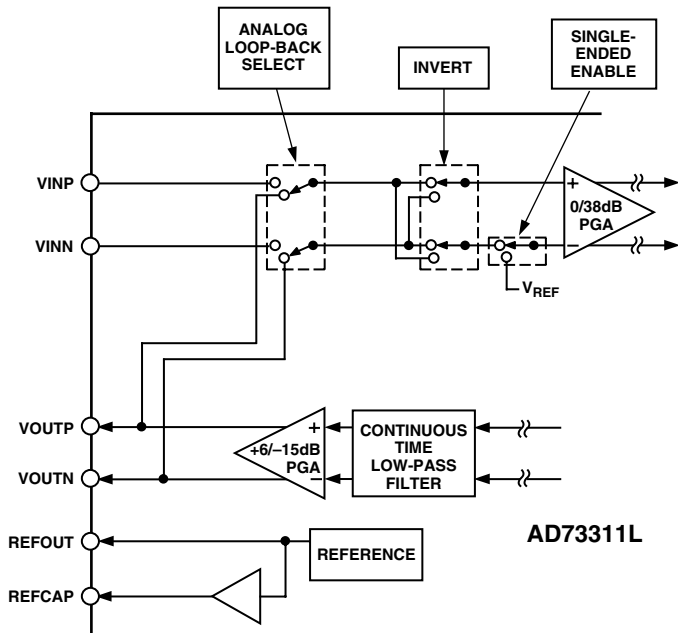 ANALOG
LOOP-BACK
SELECT
INVERT
SINGLE-
ENDED
ENABLE
VINP
VINN
+
0/38dB
PGA
–
VREF
VOUTP
VOUTN
+
+6/–15dB
PGA
–
CONTINUOUS
TIME
LOW-PASS
FILTER
REFOUT
REFCAP
REFERENCE
AD73311L